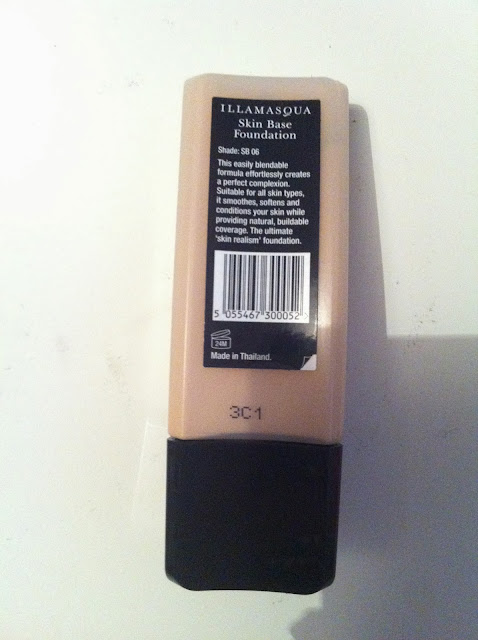 ILLAMASQUA
Skin Base
Foundation
Shade: SB 06
This easily blendable
formula effortlessly creates
a perfect complexion.
Suitable for all skin types,
it smoothes, softens and
conditions your skin while
providing natural, buildable
coverage. The ultimate
'skin realism' foundation.
5 055467 300052
24M
Made in Thailand.
3C1